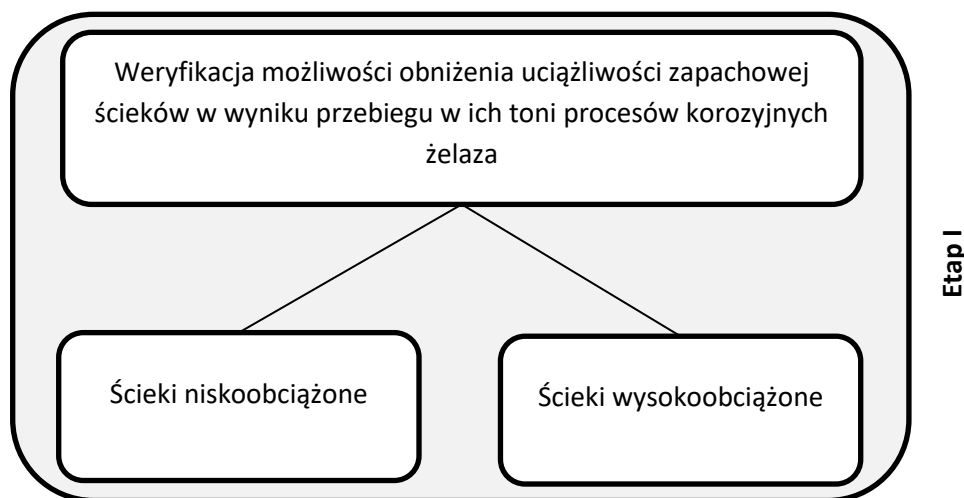 Weryfikacja możliwości obniżenia uciążliwości zapachowej
ścieków w wyniku przebiegu w ich toni procesów korozyjnych
żelaza
Ścieki niskoobciążone
Ścieki wysokoobciążone
Etap I